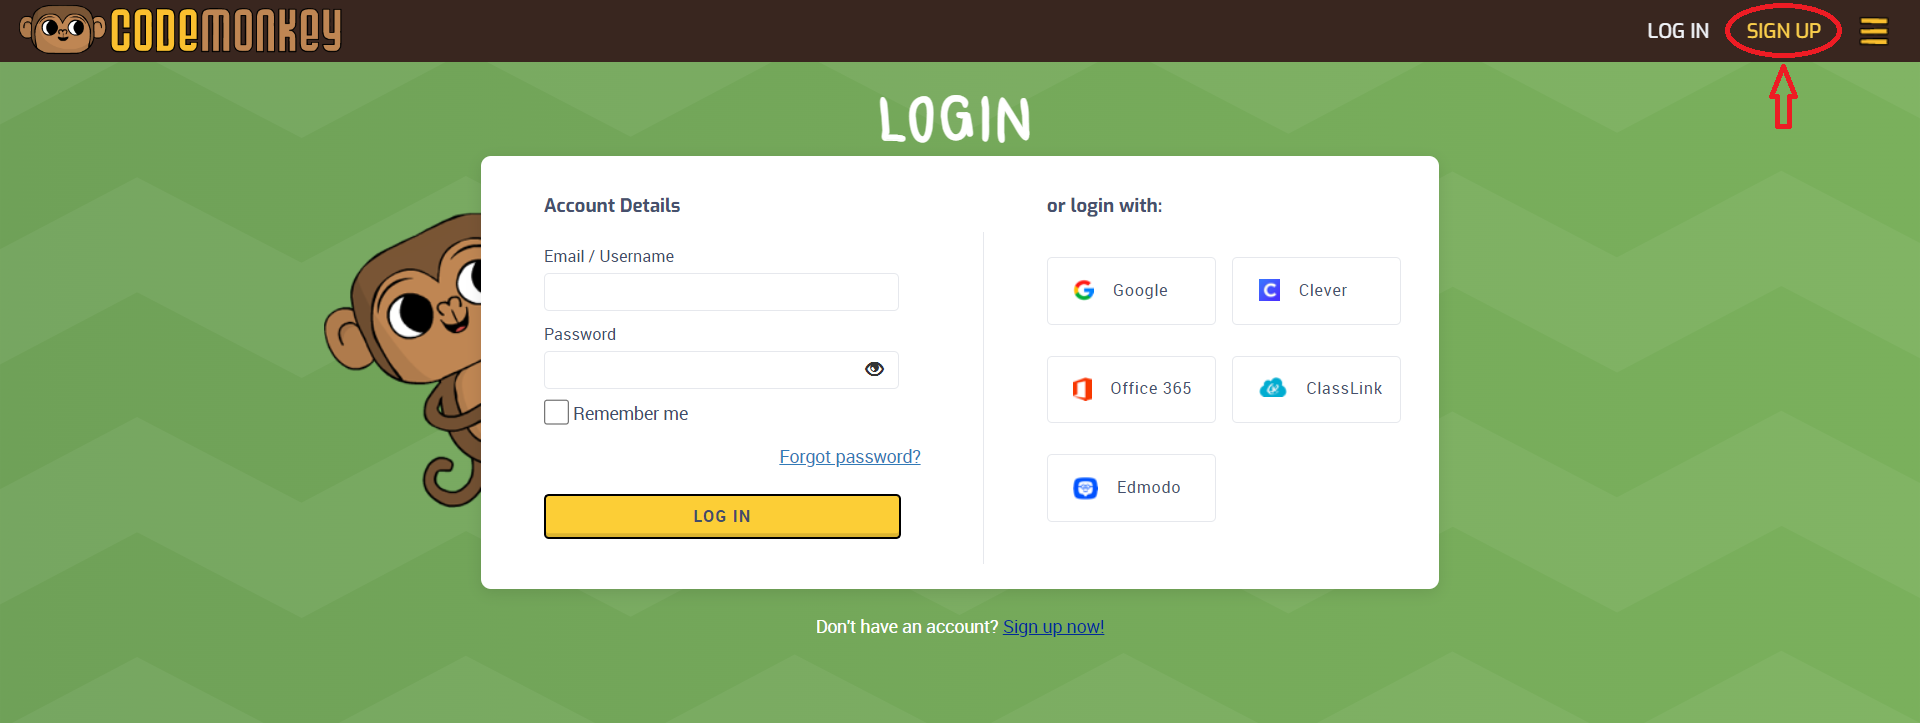 CODEMONKEY
LOG IN
SIGN UP
LOGIN
Account Details
Email / Username
Password
Remember me
Forgot password?
LOG IN
or login with:
Google
Clever
Office 365
ClassLink
Edmodo
Don't have an account? Sign up now!